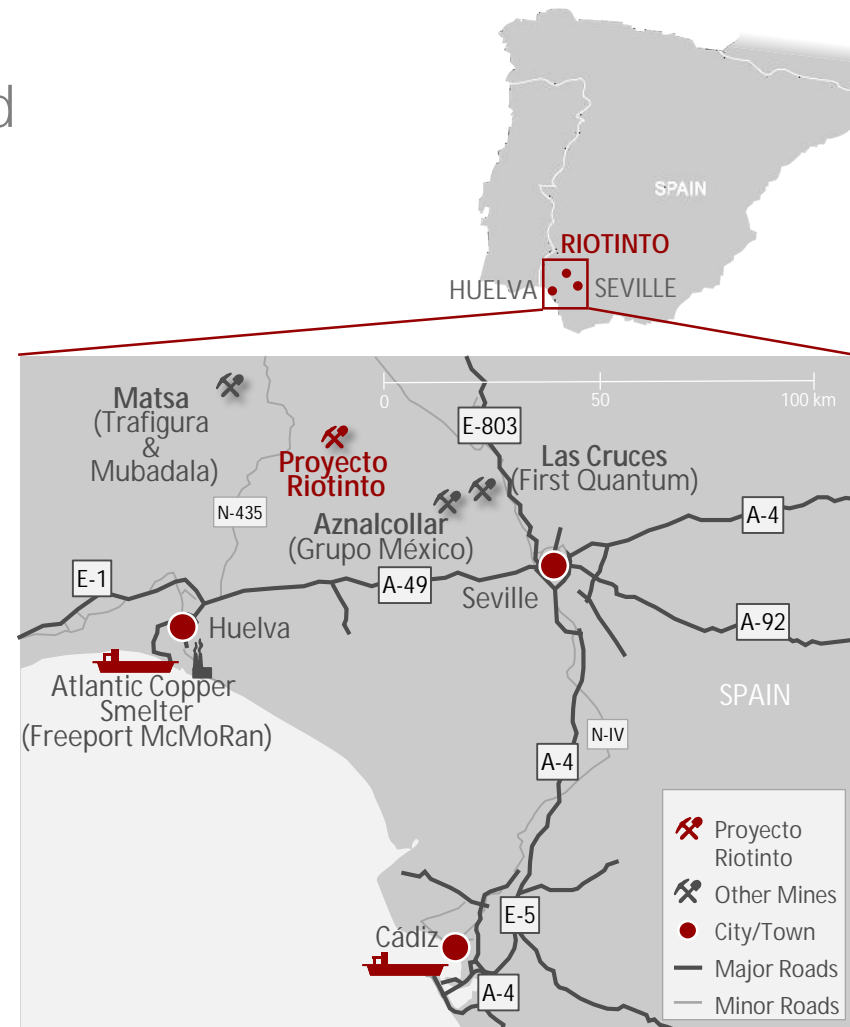 d
SPAIN
RIOTINTO
HUELVA
SEVILLE
0
50
100 km
Matsa
(Trafigura
&
Mubadala)
E-803
Proyecto
Riotinto
Las Cruces
(First Quantum)
N-435
Aznalcollar
(Grupo México)
A-4
E-1
A-49
Seville
A-92
Huelva
Atlantic Copper
Smelter
(Freeport McMoRan)
SPAIN
N-IV
A-4
E-5
Cádiz
A-4
Proyecto
Riotinto
Other Mines
City/Town
Major Roads
Minor Roads